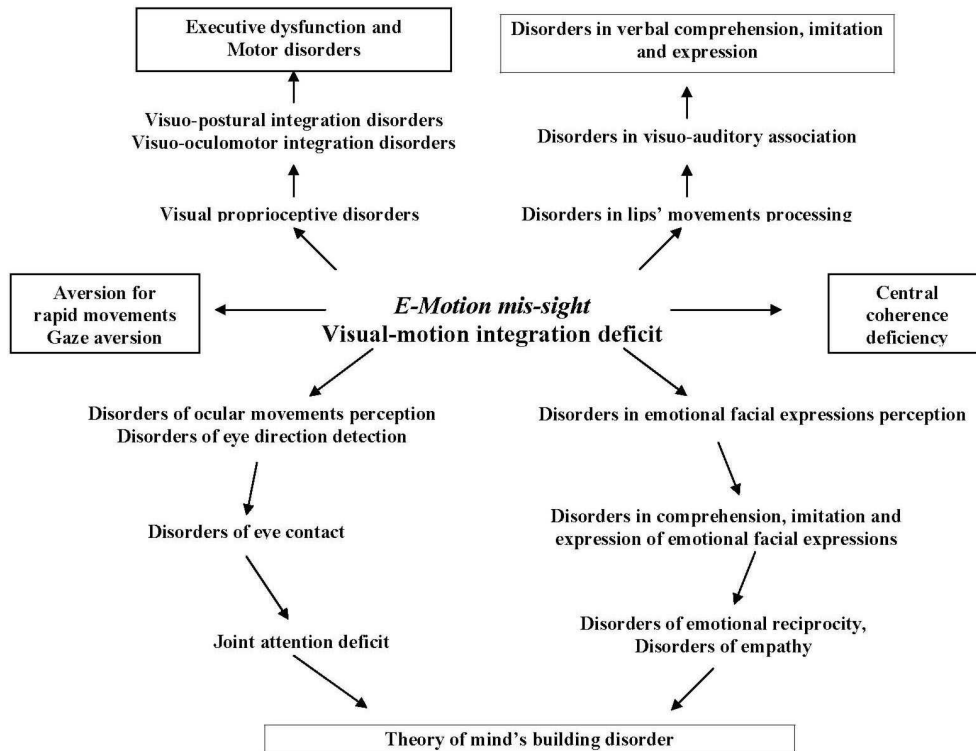 Executive dysfunction and
Motor disorders
Disorders in verbal comprehension, imitation
and expression
Visuo-postural integration disorders
Visuo-oculomotor integration disorders
Disorders in visuo-auditory association
Visual proprioceptive disorders
Disorders in lips' movements processing
Aversion for
rapid movements
Gaze aversion
E-Motion mis-sight
Visual-motion integration deficit
Central
coherence
deficiency
Disorders of ocular movements perception
Disorders of eye direction detection
Disorders in emotional facial expressions perception
Disorders of eye contact
Disorders in comprehension, imitation and
expression of emotional facial expressions
Joint attention deficit
Disorders of emotional reciprocity,
Disorders of empathy
Theory of mind's building disorder